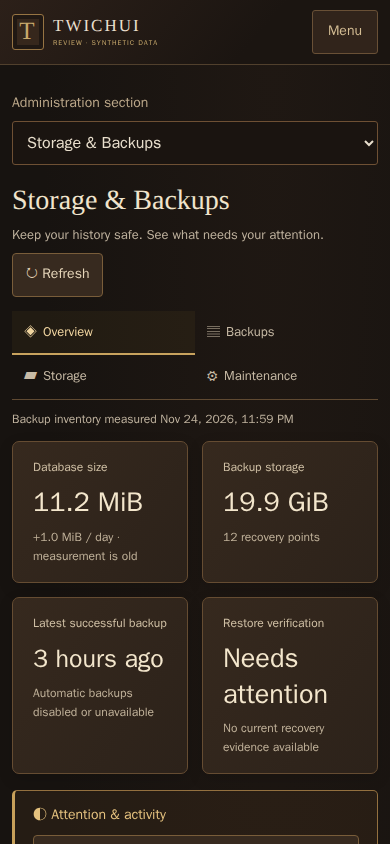 T
TWICHUI
REVIEW · SYNTHETIC DATA
Menu
Administration section
Storage & Backups
Storage & Backups
Keep your history safe. See what needs your attention.
↻ Refresh
◈ Overview
▤ Backups
▰ Storage
⚙ Maintenance
Backup inventory measured Nov 24, 2026, 11:59 PM
Database size
11.2 MiB
+1.0 MiB / day ·
measurement is old
Backup storage
19.9 GiB
12 recovery points
Latest successful backup
3 hours ago
Automatic backups
disabled or unavailable
Restore verification
Needs
attention
No current recovery
evidence available
◐ Attention & activity